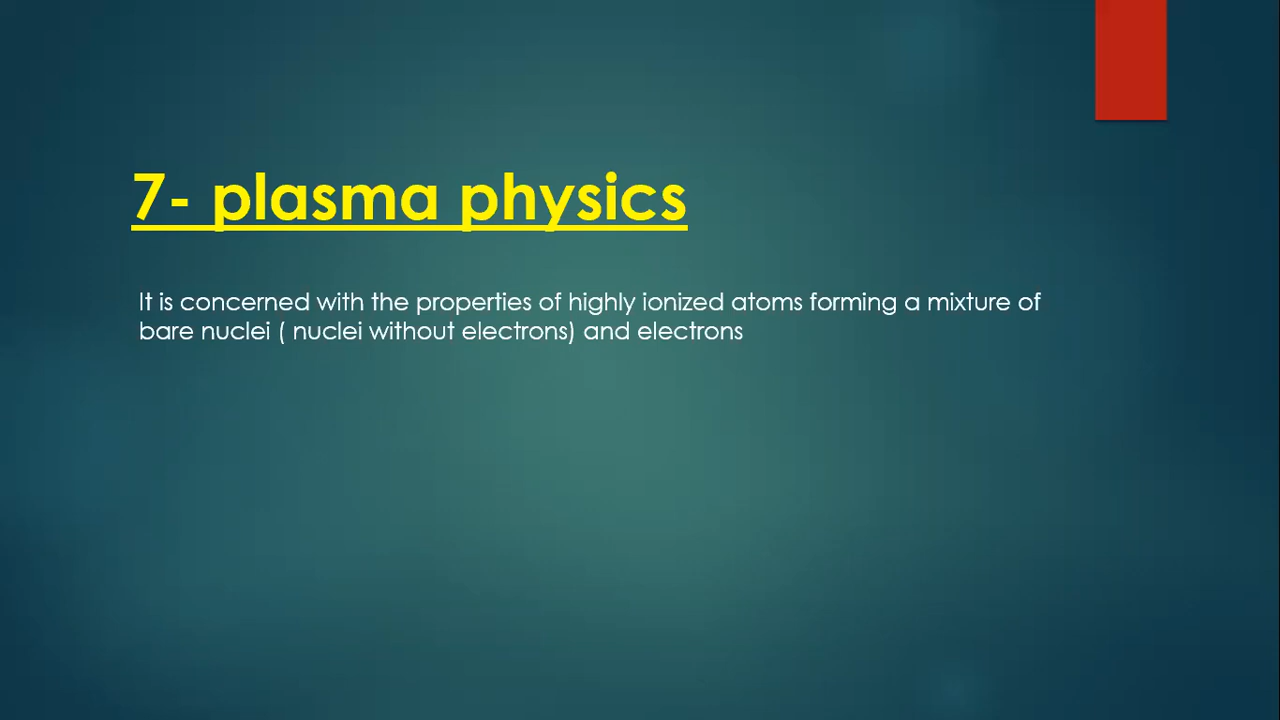 7- plasma physics
It is concerned with the properties of highly ionized atoms forming a mixture of
bare nuclei ( nuclei without electrons) and electrons